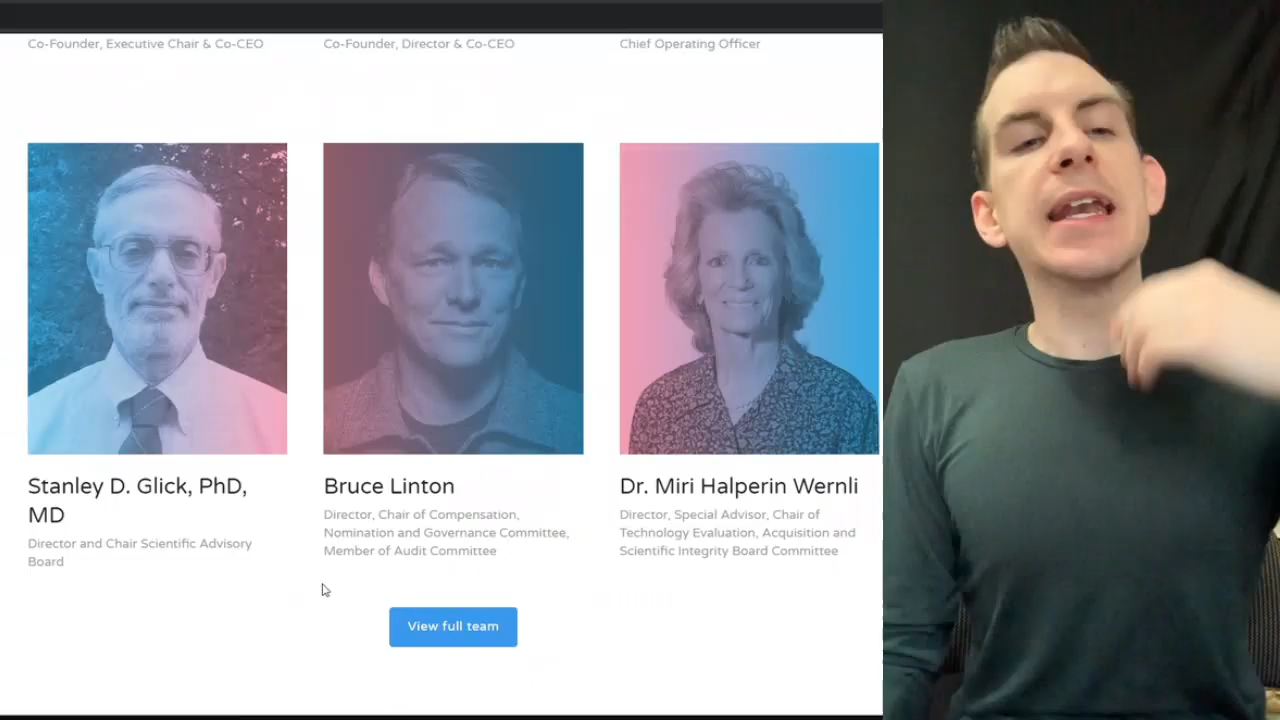 Co-Founder, Executive Chair & Co-CEO
Co-Founder, Director & Co-CEO
Chief Operating Officer
Stanley D. Glick, PhD,
MD
Director and Chair Scientific Advisory
Board
Bruce Linton
Director, Chair of Compensation,
Nomination and Governance Committee,
Member of Audit Committee
Dr. Miri Halperin Wernli
Director, Special Advisor, Chair of
Technology Evaluation, Acquisition and
Scientific Integrity Board Committee
View full team